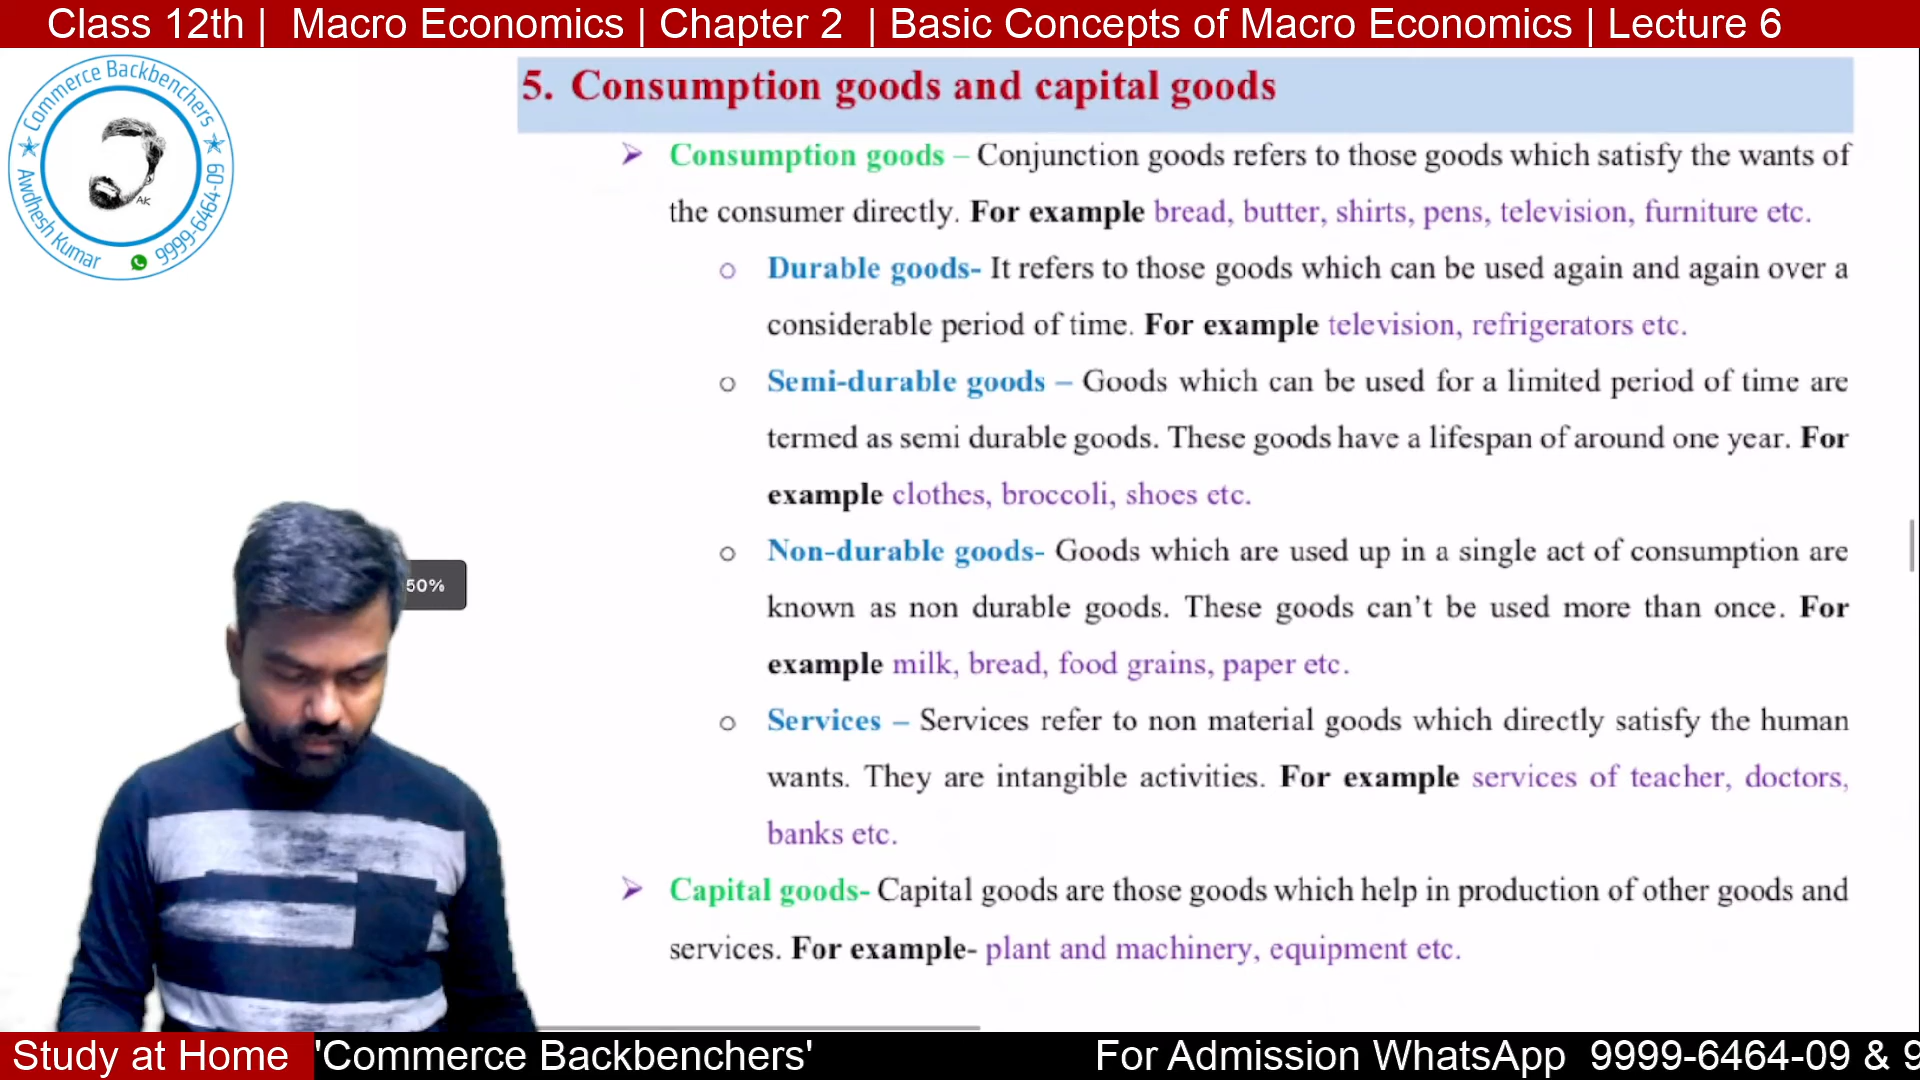 Class 12th | Macro Economics | Chapter 2 | Basic Concepts of Macro Economics | Lecture 6
Commerce Backbenchers
Awdhesh Kumar
9999-6464-09
AK
5. Consumption goods and capital goods
➢ Consumption goods – Conjunction goods refers to those goods which satisfy the wants of
the consumer directly. For example bread, butter, shirts, pens, television, furniture etc.
o Durable goods- It refers to those goods which can be used again and again over a
considerable period of time. For example television, refrigerators etc.
o Semi-durable goods – Goods which can be used for a limited period of time are
termed as semi durable goods. These goods have a lifespan of around one year. For
example clothes, broccoli, shoes etc.
o Non-durable goods- Goods which are used up in a single act of consumption are
known as non durable goods. These goods can't be used more than once. For
example milk, bread, food grains, paper etc.
o Services – Services refer to non material goods which directly satisfy the human
wants. They are intangible activities. For example services of teacher, doctors,
banks etc.
➢ Capital goods- Capital goods are those goods which help in production of other goods and
services. For example- plant and machinery, equipment etc.
50%
Study at Home 'Commerce Backbenchers' For Admission WhatsApp 9999-6464-09 & 9